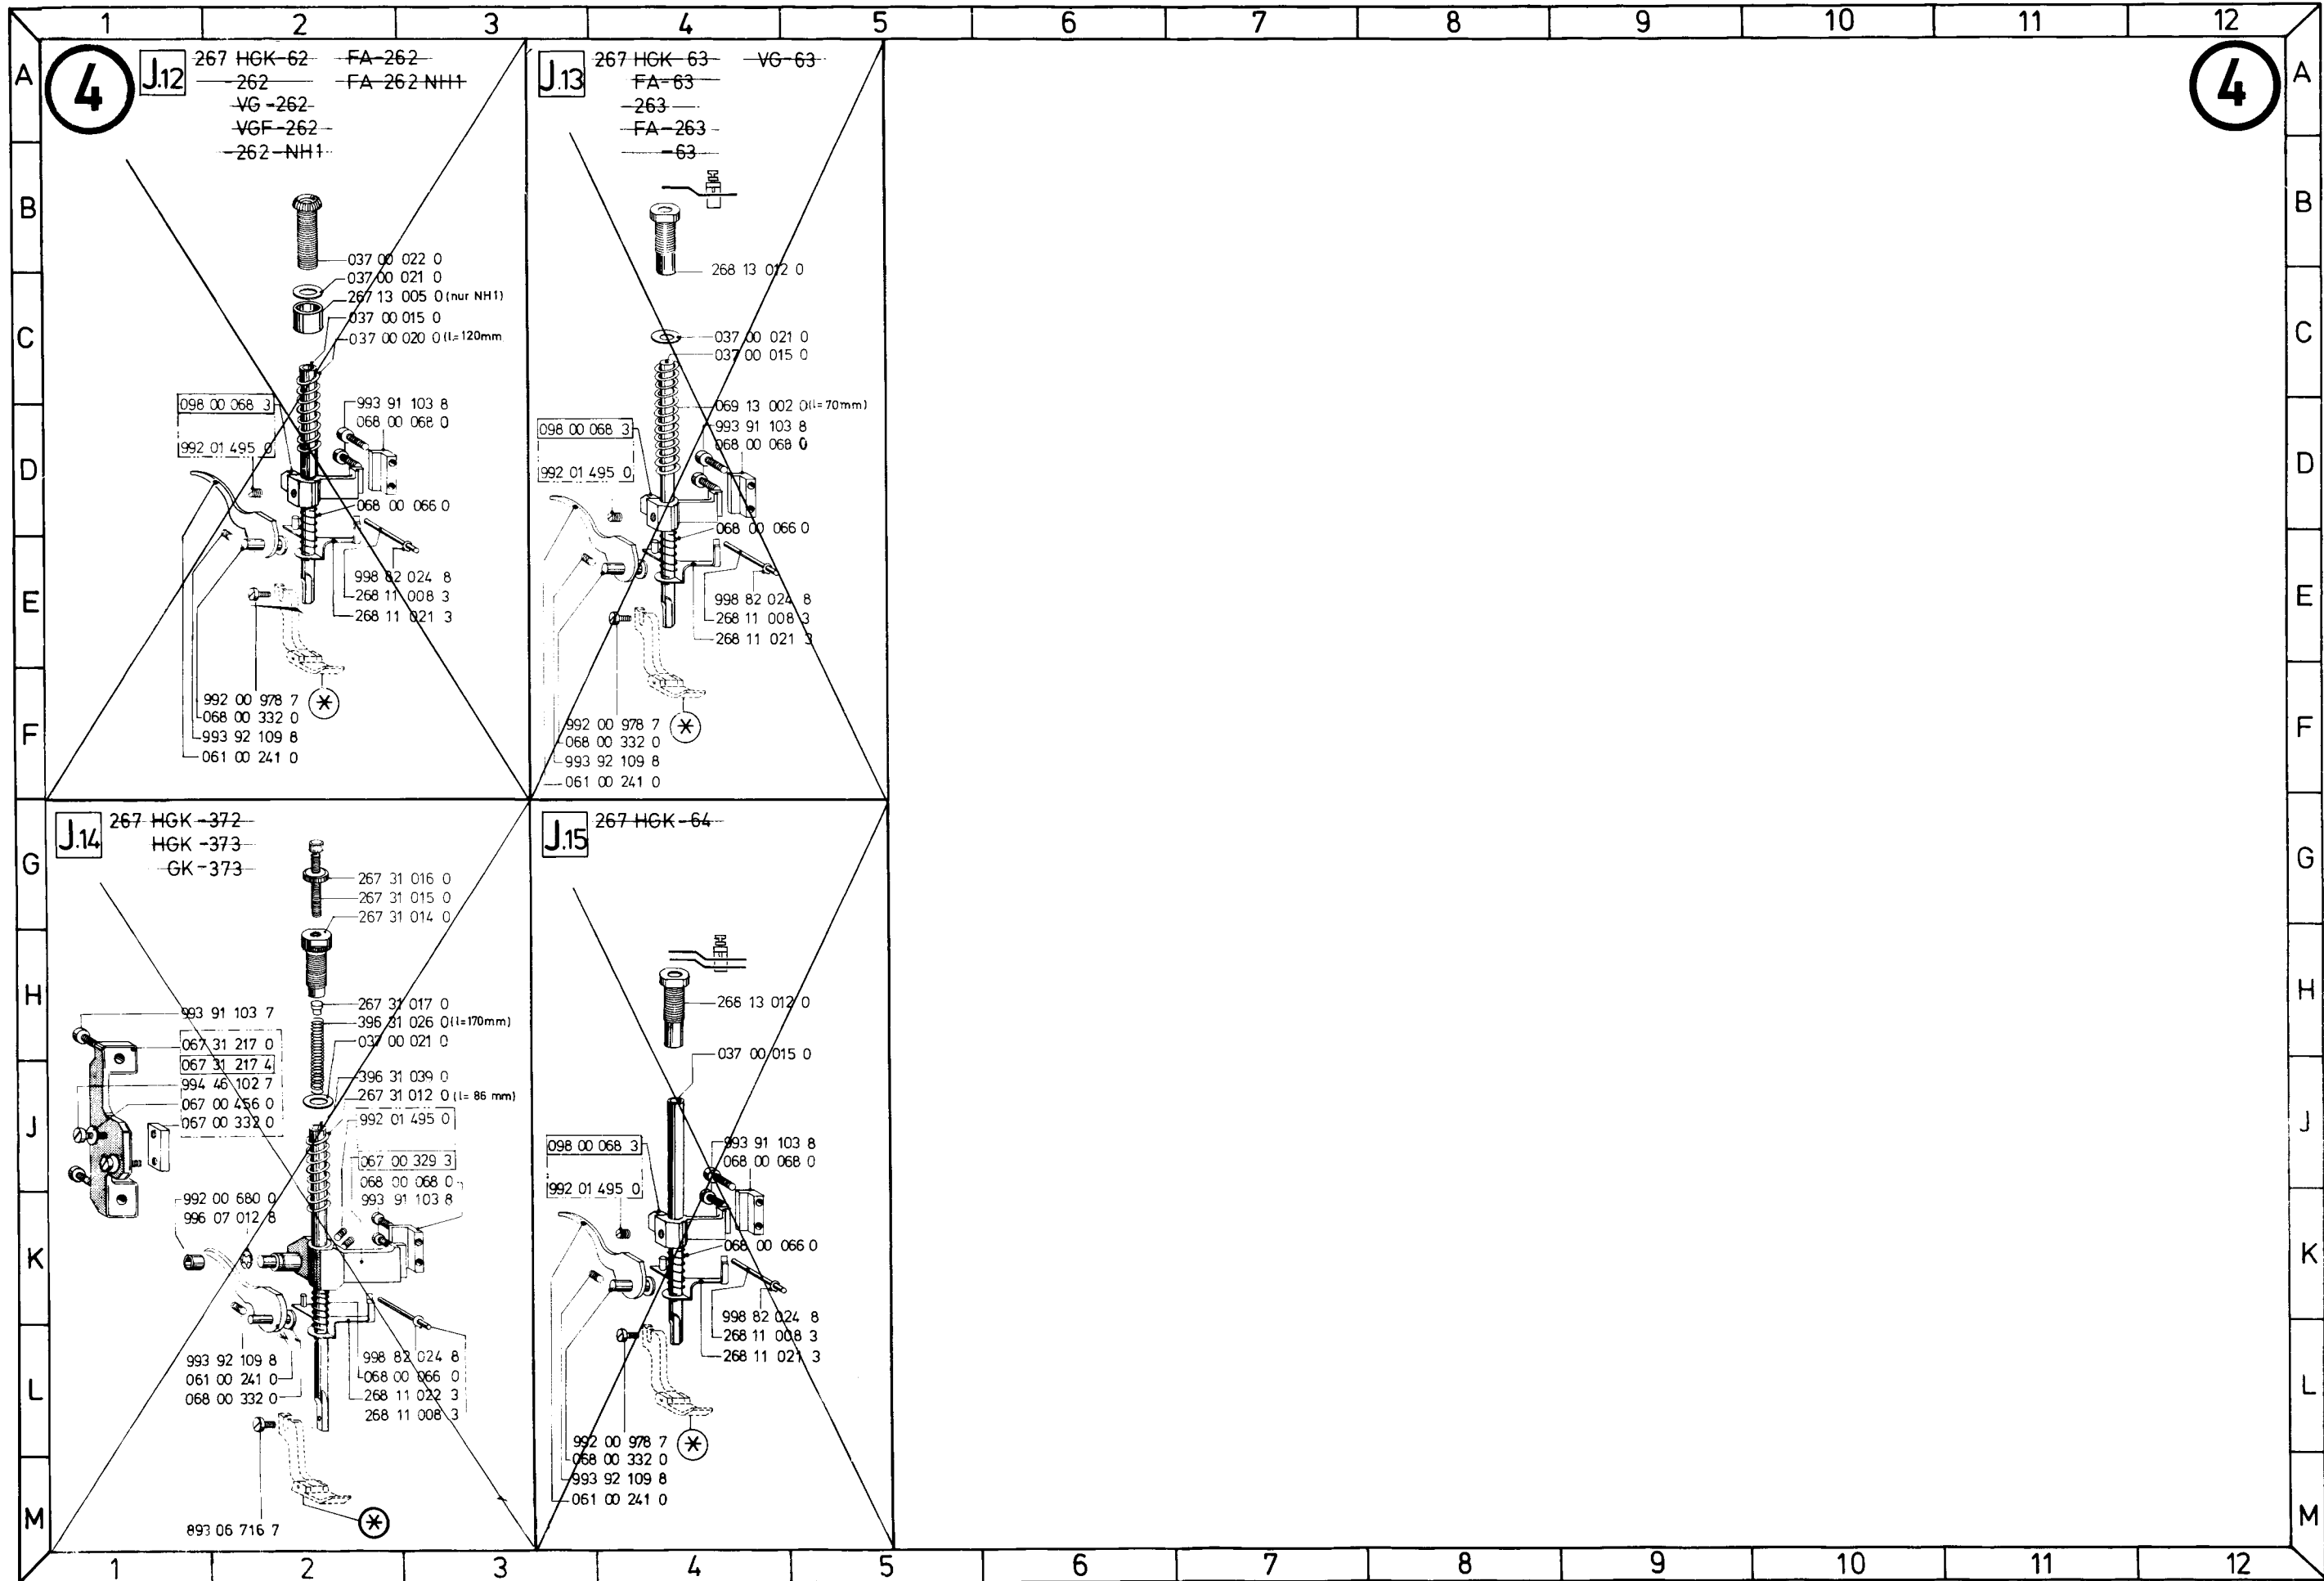 1 2 3 4 5 6 7 8 9 10 11 12
A
B
C
D
E
F
G
H
J
K
L
M
4
J.12
267 HGK-62 FA-262
-262 FA-262 NH1
VG-262
VGF-262
-262-NH1
037 00 022 0
037 00 021 0
267 13 005 0 (nur NH1)
037 00 015 0
037 00 020 0 (l=120mm
098 00 068 3
992 01 495 0
993 91 103 8
068 00 068 0
068 00 066 0
998 82 024 8
268 11 008 3
268 11 021 3
992 00 978 7
068 00 332 0
993 92 109 8
061 00 241 0
*
J.13
267 HGK-63 VG-63
FA-63
-263
FA-263
-63
268 13 012 0
037 00 021 0
037 00 015 0
069 13 002 0 (l=70mm)
993 91 103 8
068 00 068 0
098 00 068 3
992 01 495 0
068 00 066 0
998 82 024 8
268 11 008 3
268 11 021 3
992 00 978 7
068 00 332 0
993 92 109 8
061 00 241 0
*
J.14
267 HGK-372
HGK-373
GK-373
267 31 016 0
267 31 015 0
267 31 014 0
267 31 017 0
396 31 026 0 (l=170mm)
037 00 021 0
396 31 039 0
267 31 012 0 (l= 86 mm)
992 01 495 0
067 00 329 3
068 00 068 0
993 91 103 8
993 91 103 7
067 31 217 0
067 31 217 4
994 46 102 7
067 00 456 0
067 00 332 0
992 00 680 0
996 07 012 8
993 92 109 8
061 00 241 0
068 00 332 0
998 82 024 8
068 00 066 0
268 11 022 3
268 11 008 3
893 06 716 7
*
J.15
267 HGK-64
268 13 012 0
037 00 015 0
098 00 068 3
992 01 495 0
993 91 103 8
068 00 068 0
068 00 066 0
998 82 024 8
268 11 008 3
268 11 021 3
992 00 978 7
068 00 332 0
993 92 109 8
061 00 241 0
*
4
A
B
C
D
E
F
G
H
J
K
L
M
1 2 3 4 5 6 7 8 9 10 11 12